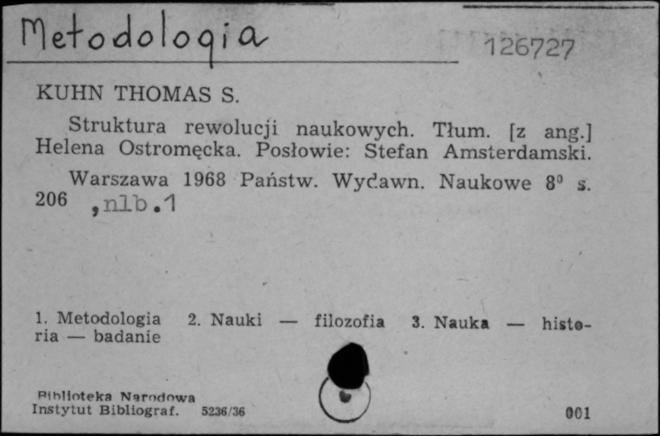 Metodologia
126727
KUHN THOMAS S.
Struktura rewolucji naukowych. Tłum. [z ang.]
Helena Ostromęcka. Posłowie: Stefan Amsterdamski.
Warszawa 1968 Państw. Wydawn. Naukowe 8⁰ s.
206 ,nlb.1
1. Metodologia 2. Nauki — filozofia 3. Nauka — histo-
ria — badanie
Biblioteka Narodowa
Instytut Bibliograf. 5236/36 001